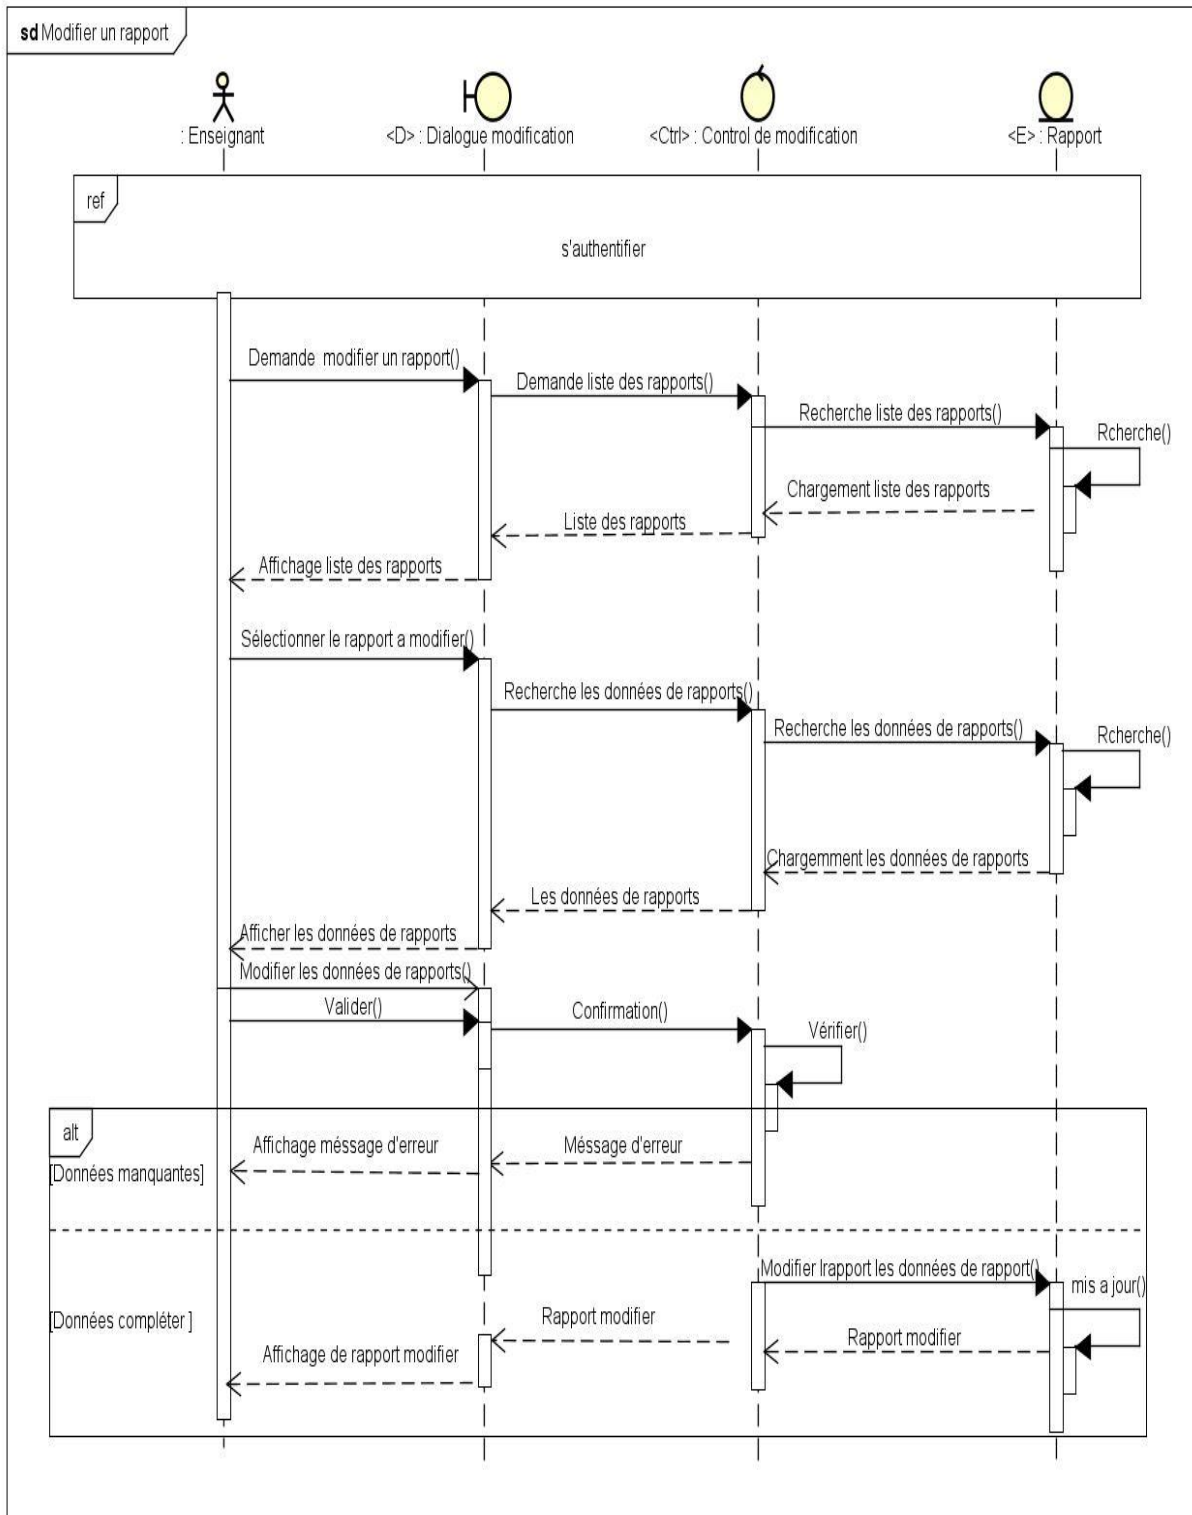 sd Modifier un rapport
: Enseignant
<D> : Dialogue modification
<Ctrl> : Control de modification
<E> : Rapport
ref
s'authentifier
Demande modifier un rapport()
Demande liste des rapports()
Recherche liste des rapports()
Rcherche()
Chargement liste des rapports
Liste des rapports
Affichage liste des rapports
Sélectionner le rapport a modifier()
Recherche les données de rapports()
Recherche les données de rapports()
Rcherche()
Chargemment les données de rapports
Les données de rapports
Afficher les données de rapports
Modifier les données de rapports()
Valider()
Confirmation()
Vérifier()
alt
Affichage méssage d'erreur
Méssage d'erreur
[Données manquantes]
Modifier lrapport les données de rapport()
mis a jour()
[Données compléter ]
Rapport modifier
Rapport modifier
Affichage de rapport modifier